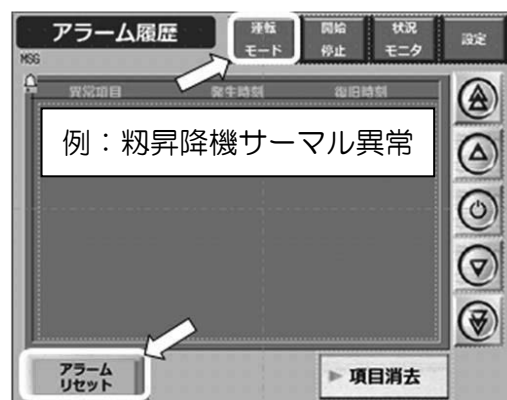 アラーム履歴
運転
モード
開始
停止
状況
モニタ
設定
MSG
異常項目 発生時刻 復旧時刻
例：籾昇降機サーマル異常
アラーム
リセット
▶ 項目消去